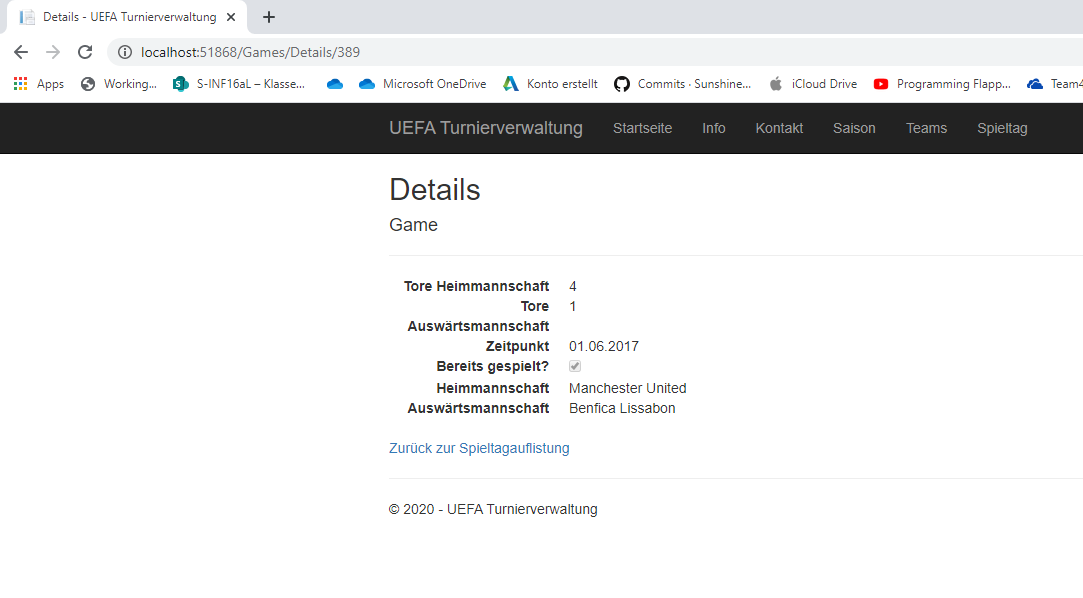 Details - UEFA Turnierverwaltung
localhost:51868/Games/Details/389
Apps Working... S-INF16aL – Klasse... Microsoft OneDrive Konto erstellt Commits · Sunshine... iCloud Drive Programming Flapp... Team4
UEFA Turnierverwaltung Startseite Info Kontakt Saison Teams Spieltag
Details
Game
Tore Heimmannschaft 4
Tore 1
Auswärtsmannschaft
Zeitpunkt 01.06.2017
Bereits gespielt?
Heimmannschaft Manchester United
Auswärtsmannschaft Benfica Lissabon
Zurück zur Spieltagauflistung
© 2020 - UEFA Turnierverwaltung